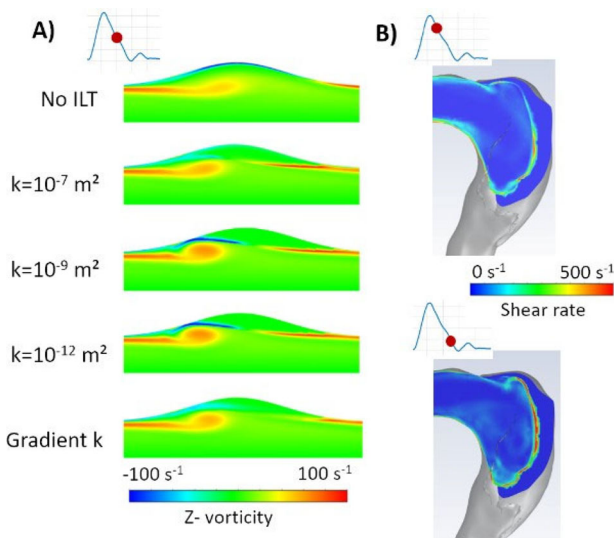 A)
No ILT
k=10⁻⁷ m²
k=10⁻⁹ m²
k=10⁻¹² m²
Gradient k
-100 s⁻¹ 100 s⁻¹
Z- vorticity
B)
0 s⁻¹ 500 s⁻¹
Shear rate